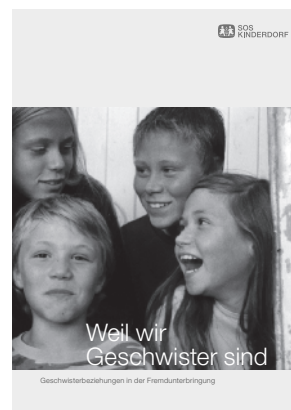 SOS
KINDERDORF
Weil wir
Geschwister sind
Geschwisterbeziehungen in der Fremdunterbringung